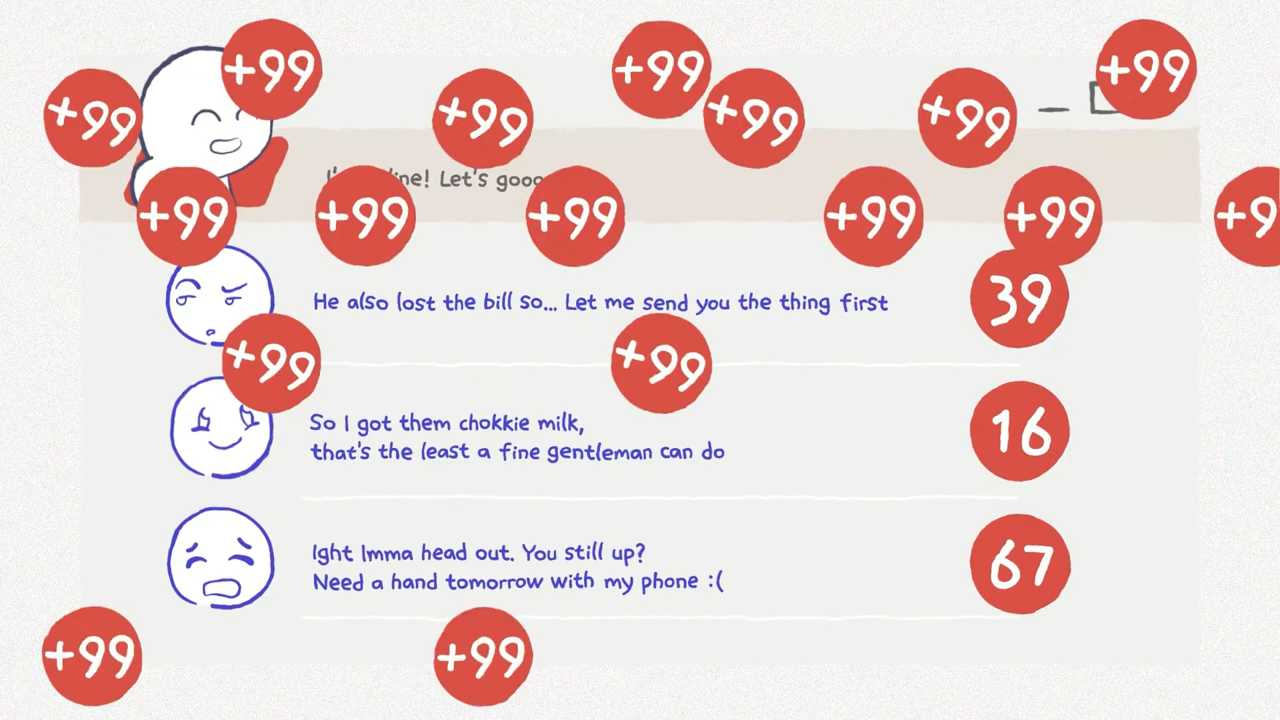 +99 +99 +99
+99 +99 +99 +99
Let's
+99 +99 +99 +99 +99
He also lost the bill so... Let me send you the thing first 39
+99 +99
So I got them chokkie milk,
that's the least a fine gentleman can do
16
Ight Imma head out. You still up?
Need a hand tomorrow with my phone :(
67
+99 +99